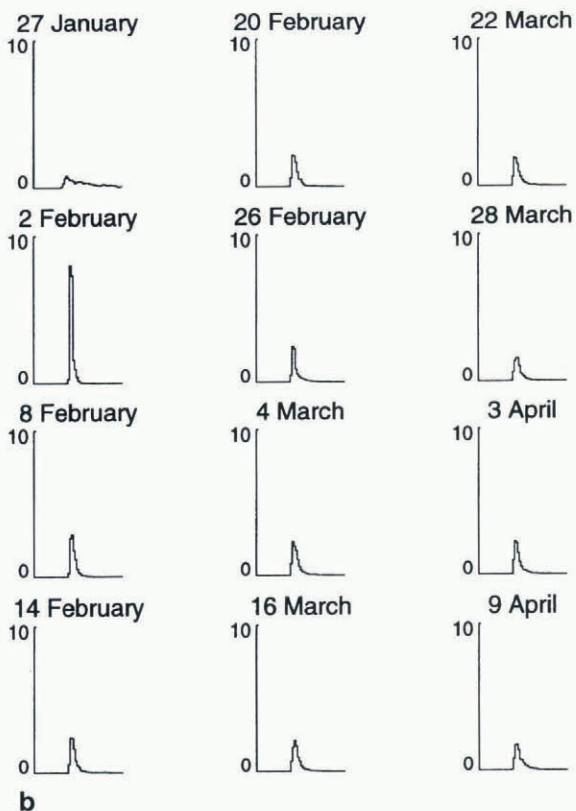 27 January
10
0
2 February
10
0
8 February
10
0
14 February
10
0
20 February
10
0
26 February
10
0
4 March
10
0
16 March
10
0
22 March
10
0
28 March
10
0
3 April
10
0
9 April
10
0
b